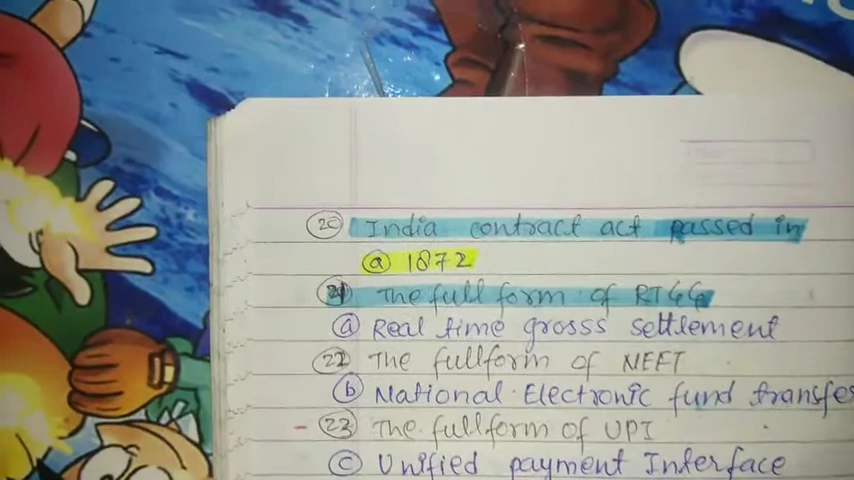 20 India contract act passed in
a 1872
21 The full form of RTGS
a Real time grosss settlement
22 The fullform of NEFT
b National Electronic fund transfer
23 The fullform of UPI
c Unified payment Interface